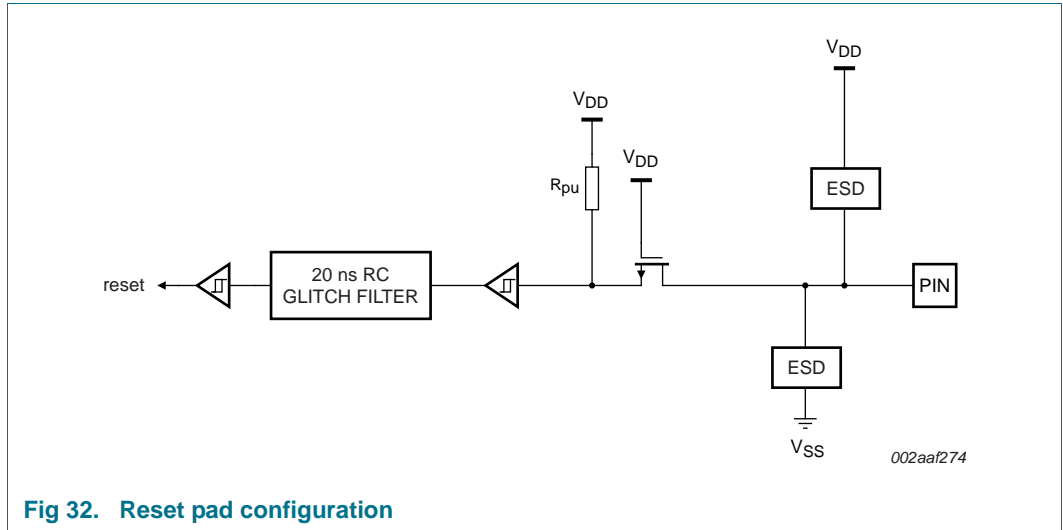 VDD
VDD
VDD
Rpu
ESD
reset
20 ns RC
GLITCH FILTER
PIN
ESD
VSS
002aaf274
Fig 32. Reset pad configuration